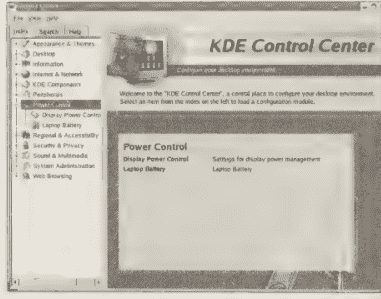 File View Help
Index Search Help
Appearance & Themes
Desktop
Information
Internet & Network
KDE Components
Peripherals
Power Control
Display Power Contro
Laptop Battery
Regional & Accessibility
Security & Privacy
Sound & Multimedia
System Administration
Web Browsing
KDE Control Center
Configure your desktop environment.
Welcome to the "KDE Control Center", a central place to configure your desktop environment.
Select an item from the index on the left to load a configuration module.
Power Control
Display Power Control Settings for display power management
Laptop Battery Laptop Battery